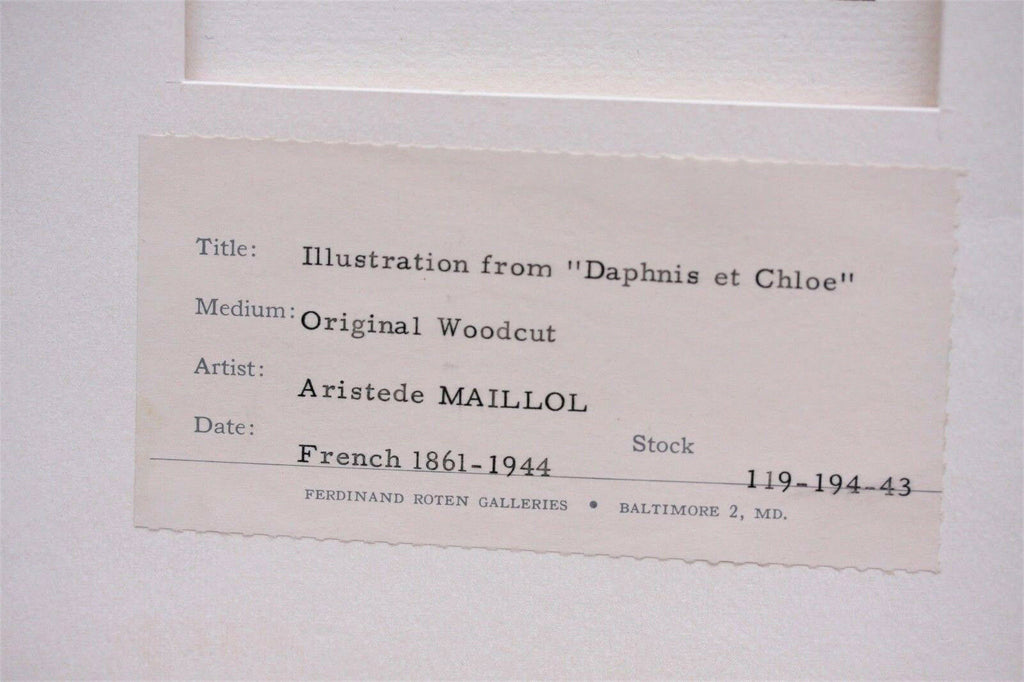 Title: Illustration from "Daphnis et Chloe"
Medium: Original Woodcut
Artist: Aristede MAILLOL
Date: French 1861-1944 Stock 119-194-43
FERDINAND ROTEN GALLERIES • BALTIMORE 2, MD.